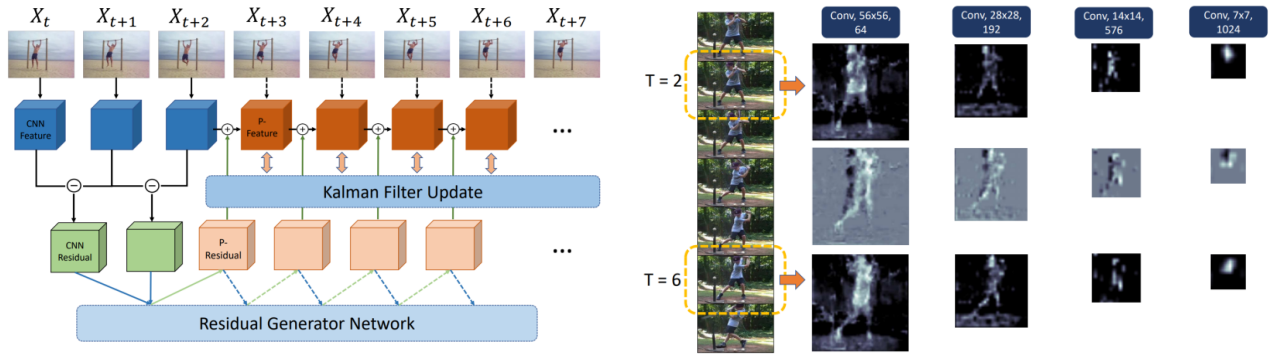 X_t X_{t+1} X_{t+2} X_{t+3} X_{t+4} X_{t+5} X_{t+6} X_{t+7}
CNN
Feature
P-
Feature
...
Kalman Filter Update
CNN
Residual
P-
Residual
...
Residual Generator Network
Conv, 56x56,
64
Conv, 28x28,
192
Conv, 14x14,
576
Conv, 7x7,
1024
T = 2
T = 6